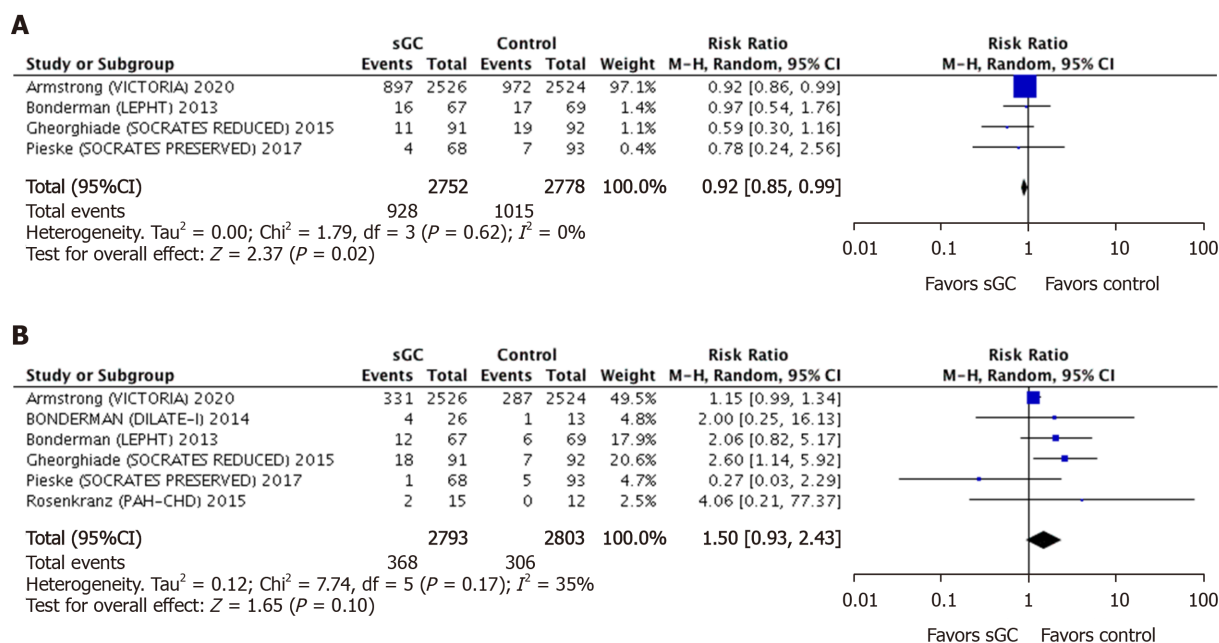 A
sGC Control Risk Ratio Risk Ratio
Study or Subgroup Events Total Events Total Weight M-H, Random, 95% CI M-H, Random, 95% CI
Armstrong (VICTORIA) 2020 897 2526 972 2524 97.1% 0.92 [0.86, 0.99]
Bonderman (LEPHT) 2013 16 67 17 69 1.4% 0.97 [0.54, 1.76]
Gheorghiade (SOCRATES REDUCED) 2015 11 91 19 92 1.1% 0.59 [0.30, 1.16]
Pieske (SOCRATES PRESERVED) 2017 4 68 7 93 0.4% 0.78 [0.24, 2.56]
Total (95%CI) 2752 2778 100.0% 0.92 [0.85, 0.99]
Total events 928 1015
Heterogeneity. Tau² = 0.00; Chi² = 1.79, df = 3 (P = 0.62); I² = 0%
Test for overall effect: Z = 2.37 (P = 0.02)
0.01 0.1 1 10 100
Favors sGC Favors control
B
sGC Control Risk Ratio Risk Ratio
Study or Subgroup Events Total Events Total Weight M-H, Random, 95% CI M-H, Random, 95% CI
Armstrong (VICTORIA) 2020 331 2526 287 2524 49.5% 1.15 [0.99, 1.34]
BONDERMAN (DILATE-I) 2014 4 26 1 13 4.8% 2.00 [0.25, 16.13]
Bonderman (LEPHT) 2013 12 67 6 69 17.9% 2.06 [0.82, 5.17]
Gheorghiade (SOCRATES REDUCED) 2015 18 91 7 92 20.6% 2.60 [1.14, 5.92]
Pieske (SOCRATES PRESERVED) 2017 1 68 5 93 4.7% 0.27 [0.03, 2.29]
Rosenkranz (PAH-CHD) 2015 2 15 0 12 2.5% 4.06 [0.21, 77.37]
Total (95%CI) 2793 2803 100.0% 1.50 [0.93, 2.43]
Total events 368 306
Heterogeneity. Tau² = 0.12; Chi² = 7.74, df = 5 (P = 0.17); I² = 35%
Test for overall effect: Z = 1.65 (P = 0.10)
0.01 0.1 1 10 100
Favors sGC Favors control